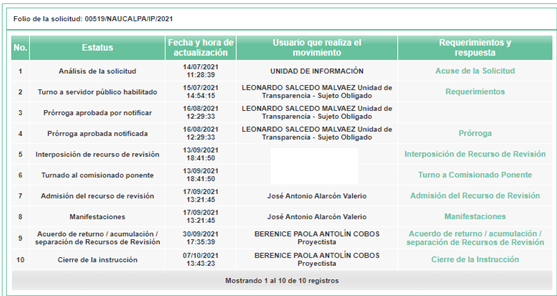 Folio de la solicitud: 00519/NAUCALPA/IP/2021
No. Estatus Fecha y hora de actualización Usuario que realiza el movimiento Requerimientos y respuesta
1 Análisis de la solicitud 14/07/2021 11:28:39 UNIDAD DE INFORMACIÓN Acuse de la Solicitud
2 Turno a servidor público habilitado 15/07/2021 14:54:15 LEONARDO SALCEDO MALVAEZ Unidad de Transparencia - Sujeto Obligado Requerimientos
3 Prórroga aprobada por notificar 16/08/2021 12:29:33 LEONARDO SALCEDO MALVAEZ Unidad de Transparencia - Sujeto Obligado
4 Prórroga aprobada notificada 16/08/2021 12:29:33 LEONARDO SALCEDO MALVAEZ Unidad de Transparencia - Sujeto Obligado Prórroga
5 Interposición de recurso de revisión 13/09/2021 18:41:50 Interposición de Recurso de Revisión
6 Turnado al comisionado ponente 13/09/2021 18:41:50 Turno a Comisionado Ponente
7 Admisión del recurso de revisión 17/09/2021 13:21:45 José Antonio Alarcón Valerio Admisión del Recurso de Revisión
8 Manifestaciones 17/09/2021 13:21:45 José Antonio Alarcón Valerio Manifestaciones
9 Acuerdo de returno / acumulación / separación de Recursos de Revisión 30/09/2021 17:35:39 BERENICE PAOLA ANTOLÍN COBOS Proyectista Acuerdo de returno / acumulación / separación de Recursos de Revisión
10 Cierre de la instrucción 07/10/2021 13:43:23 BERENICE PAOLA ANTOLÍN COBOS Proyectista Cierre de la Instrucción
Mostrando 1 al 10 de 10 registros